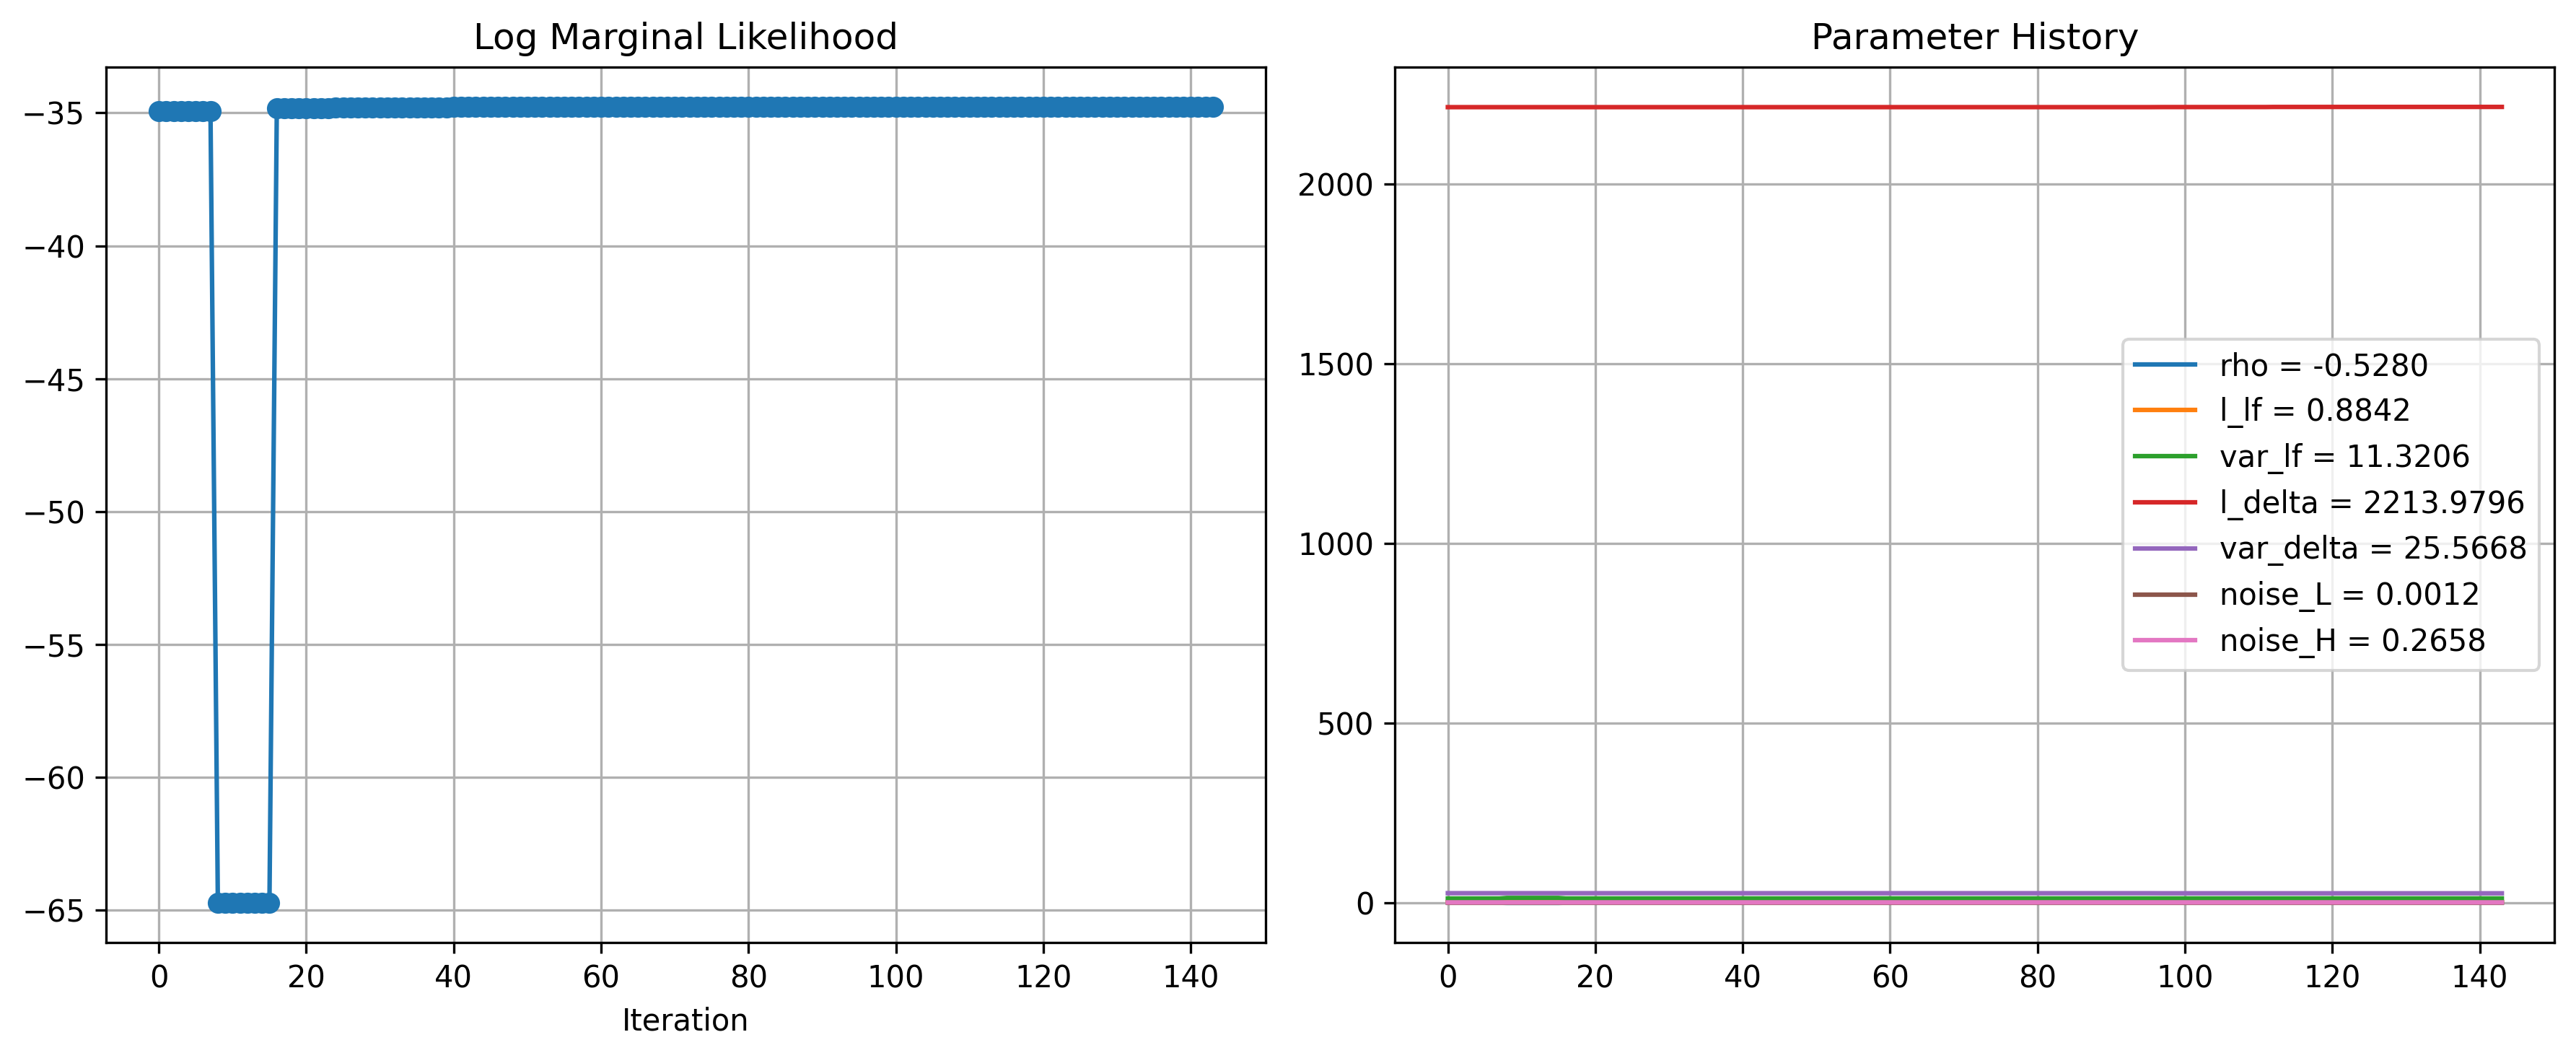 Log Marginal Likelihood
−35
−40
−45
−50
−55
−60
−65
0 20 40 60 80 100 120 140
Iteration
Parameter History
2000
1500
1000
500
0
0 20 40 60 80 100 120 140
rho = -0.5280
l_lf = 0.8842
var_lf = 11.3206
l_delta = 2213.9796
var_delta = 25.5668
noise_L = 0.0012
noise_H = 0.2658